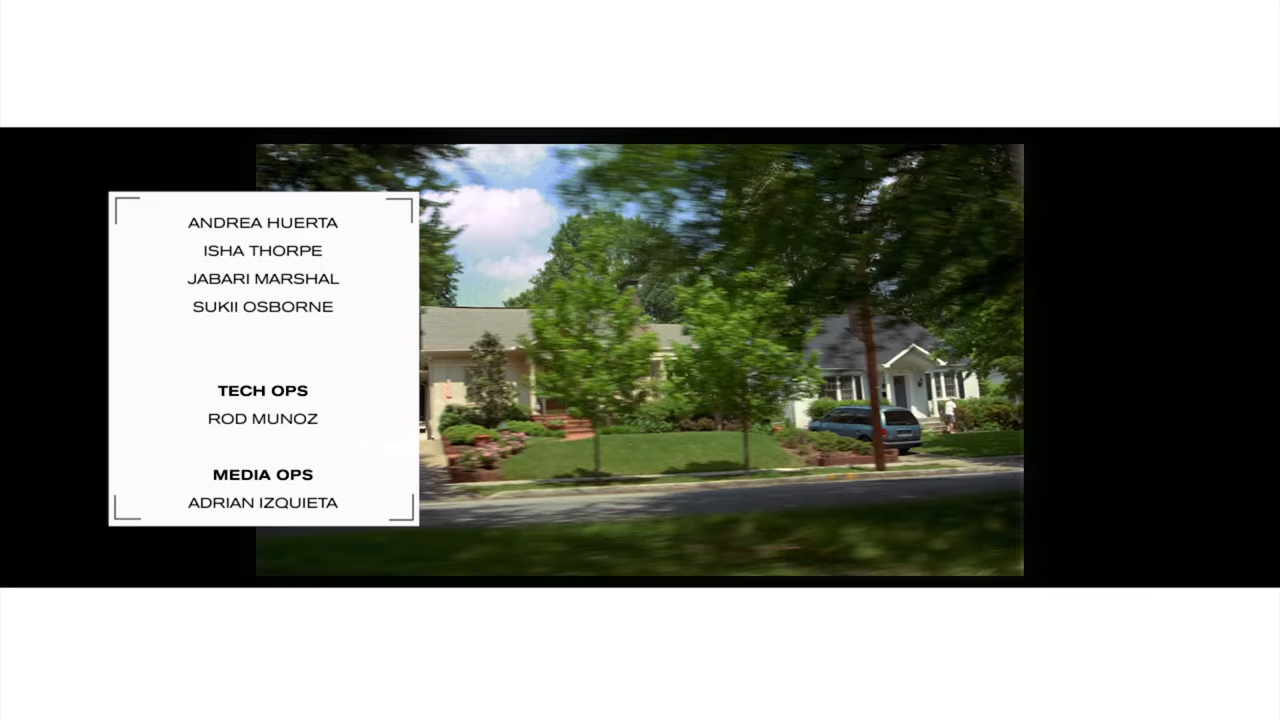 ANDREA HUERTA
ISHA THORPE
JABARI MARSHAL
SUKII OSBORNE
TECH OPS
ROD MUNOZ
MEDIA OPS
ADRIAN IZQUIETA